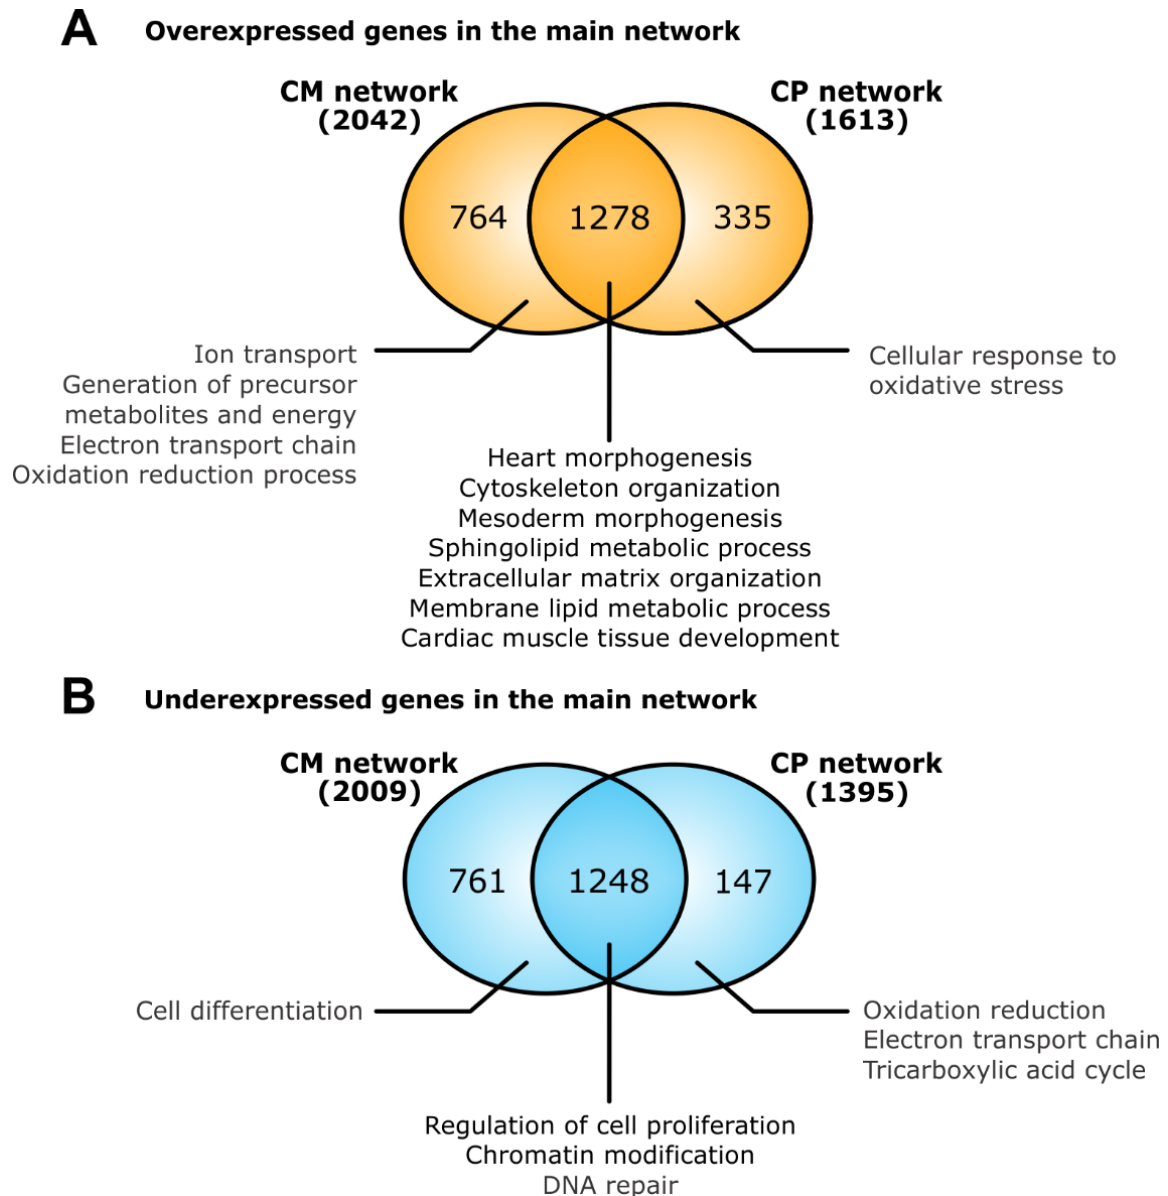 A Overexpressed genes in the main network
CM network
(2042)
CP network
(1613)
764
1278
335
Ion transport
Generation of precursor
metabolites and energy
Electron transport chain
Oxidation reduction process
Cellular response to
oxidative stress
Heart morphogenesis
Cytoskeleton organization
Mesoderm morphogenesis
Sphingolipid metabolic process
Extracellular matrix organization
Membrane lipid metabolic process
Cardiac muscle tissue development
B Underexpressed genes in the main network
CM network
(2009)
CP network
(1395)
761
1248
147
Cell differentiation
Oxidation reduction
Electron transport chain
Tricarboxylic acid cycle
Regulation of cell proliferation
Chromatin modification
DNA repair